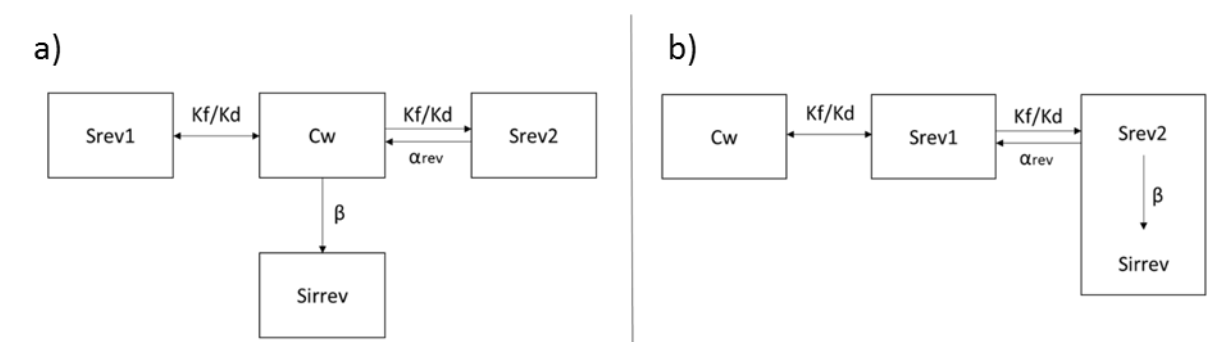 a)
Srev1
Kf/Kd
Cw
Kf/Kd
αrev
Srev2
β
Sirrev
b)
Cw
Kf/Kd
Srev1
Kf/Kd
αrev
Srev2
β
Sirrev